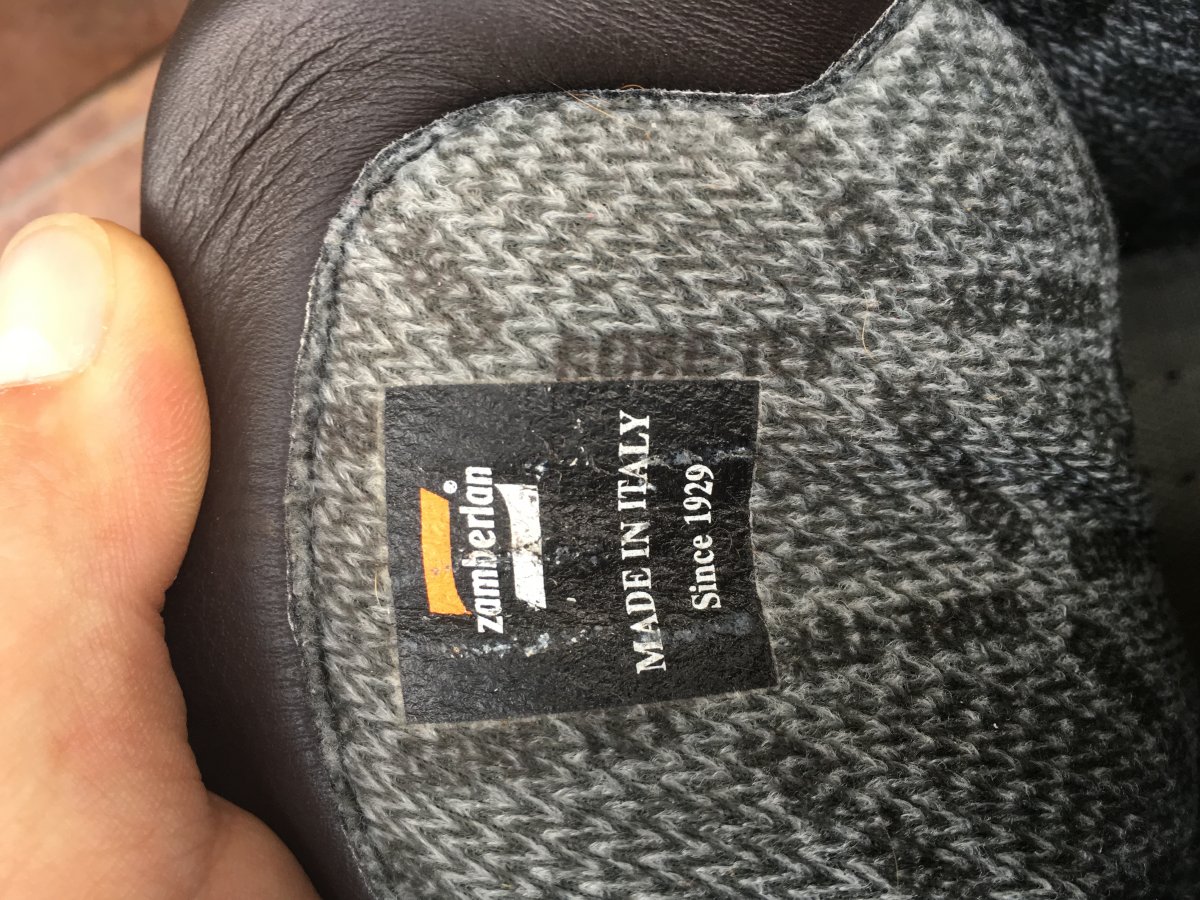 zamberlan®
MADE IN ITALY
Since 1929